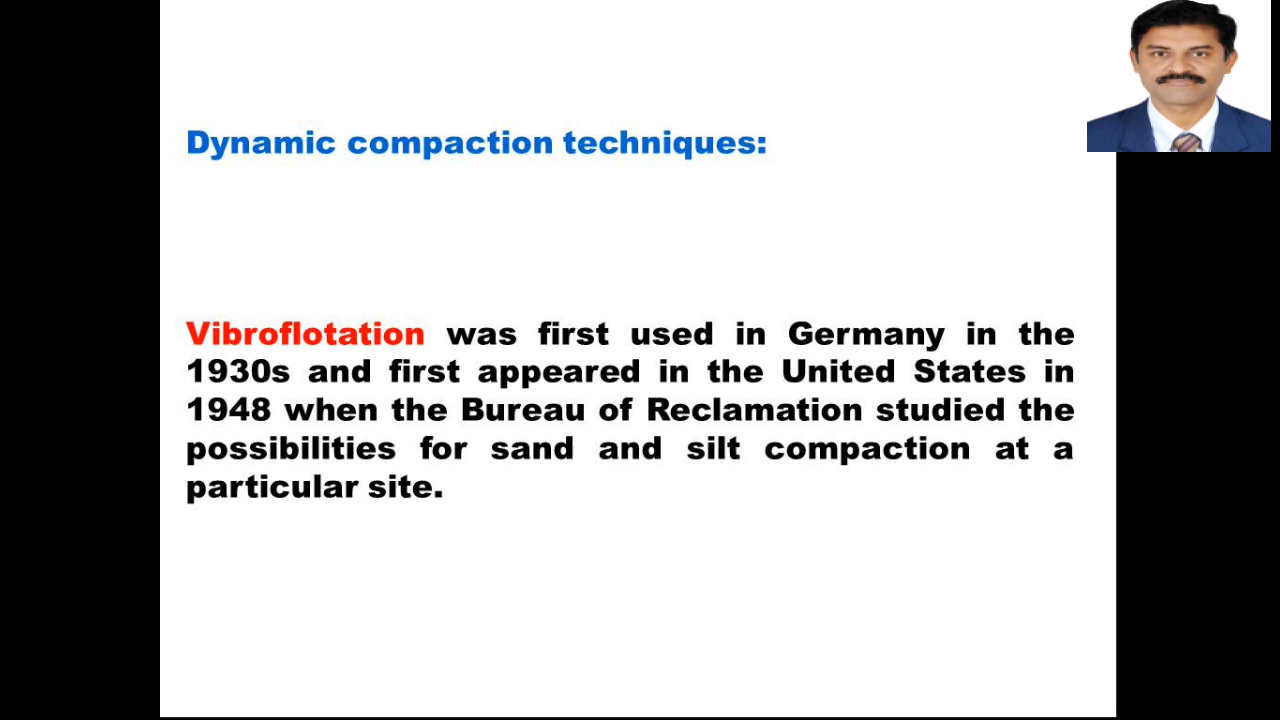 Dynamic compaction techniques:
Vibroflotation was first used in Germany in the
1930s and first appeared in the United States in
1948 when the Bureau of Reclamation studied the
possibilities for sand and silt compaction at a
particular site.